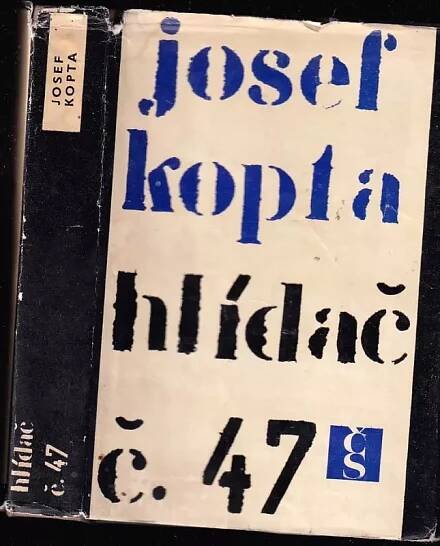 JOSEF
KOPTA
hlídač
č. 47
josef
kopta
hlídač
č. 47
čs